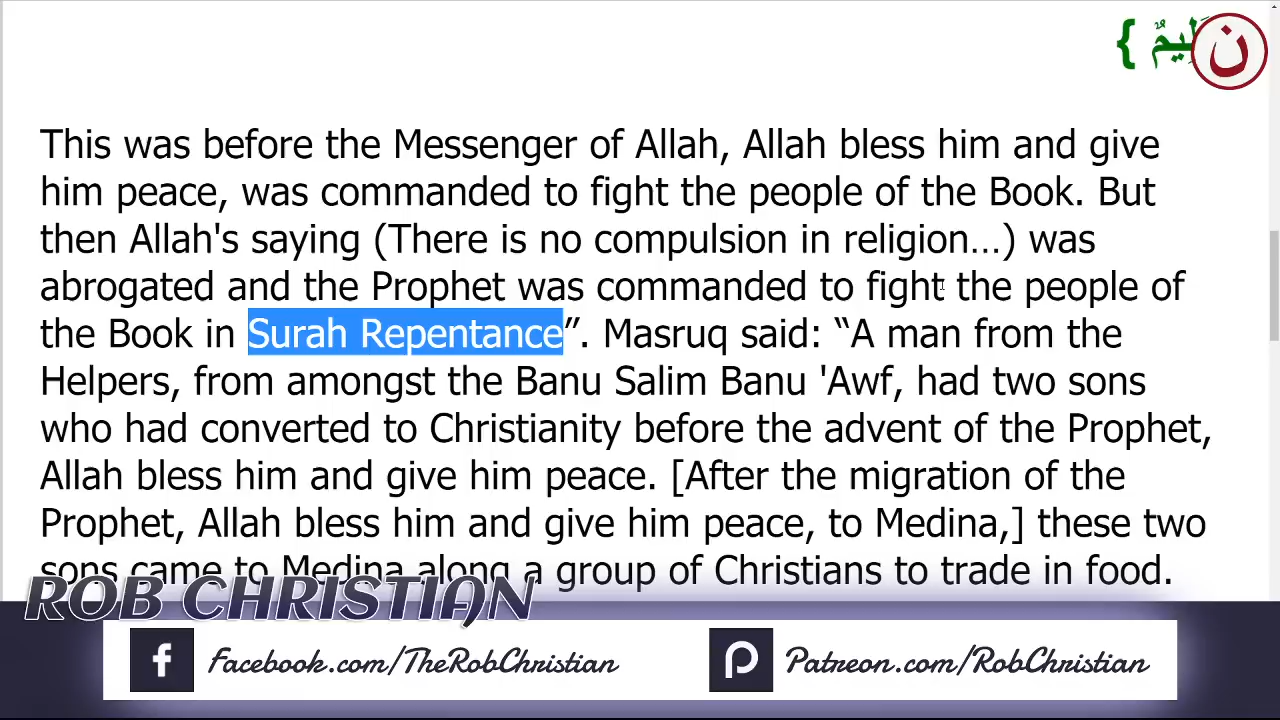 ن
This was before the Messenger of Allah, Allah bless him and give
him peace, was commanded to fight the people of the Book. But
then Allah's saying (There is no compulsion in religion…) was
abrogated and the Prophet was commanded to fight the people of
the Book in Surah Repentance”. Masruq said: “A man from the
Helpers, from amongst the Banu Salim Banu 'Awf, had two sons
who had converted to Christianity before the advent of the Prophet,
Allah bless him and give him peace. [After the migration of the
Prophet, Allah bless him and give him peace, to Medina,] these two
sons came to Medina along a group of Christians to trade in food.
ROB CHRISTIAN
Facebook.com/TheRobChristian
Patreon.com/RobChristian